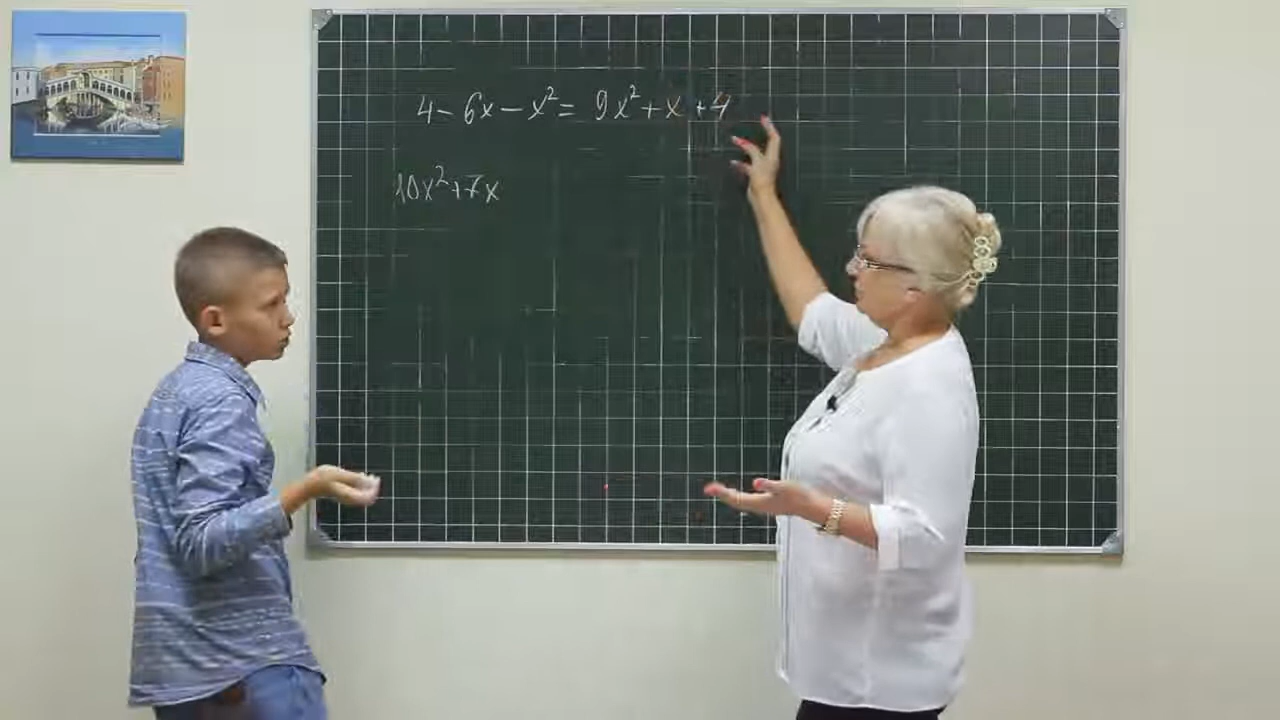 4 - 6x - x² = 9x² + x + 4
10x² + 7x